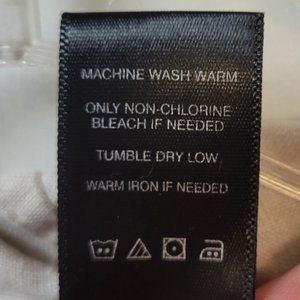 MACHINE WASH WARM
ONLY NON-CHLORINE
BLEACH IF NEEDED
TUMBLE DRY LOW
WARM IRON IF NEEDED